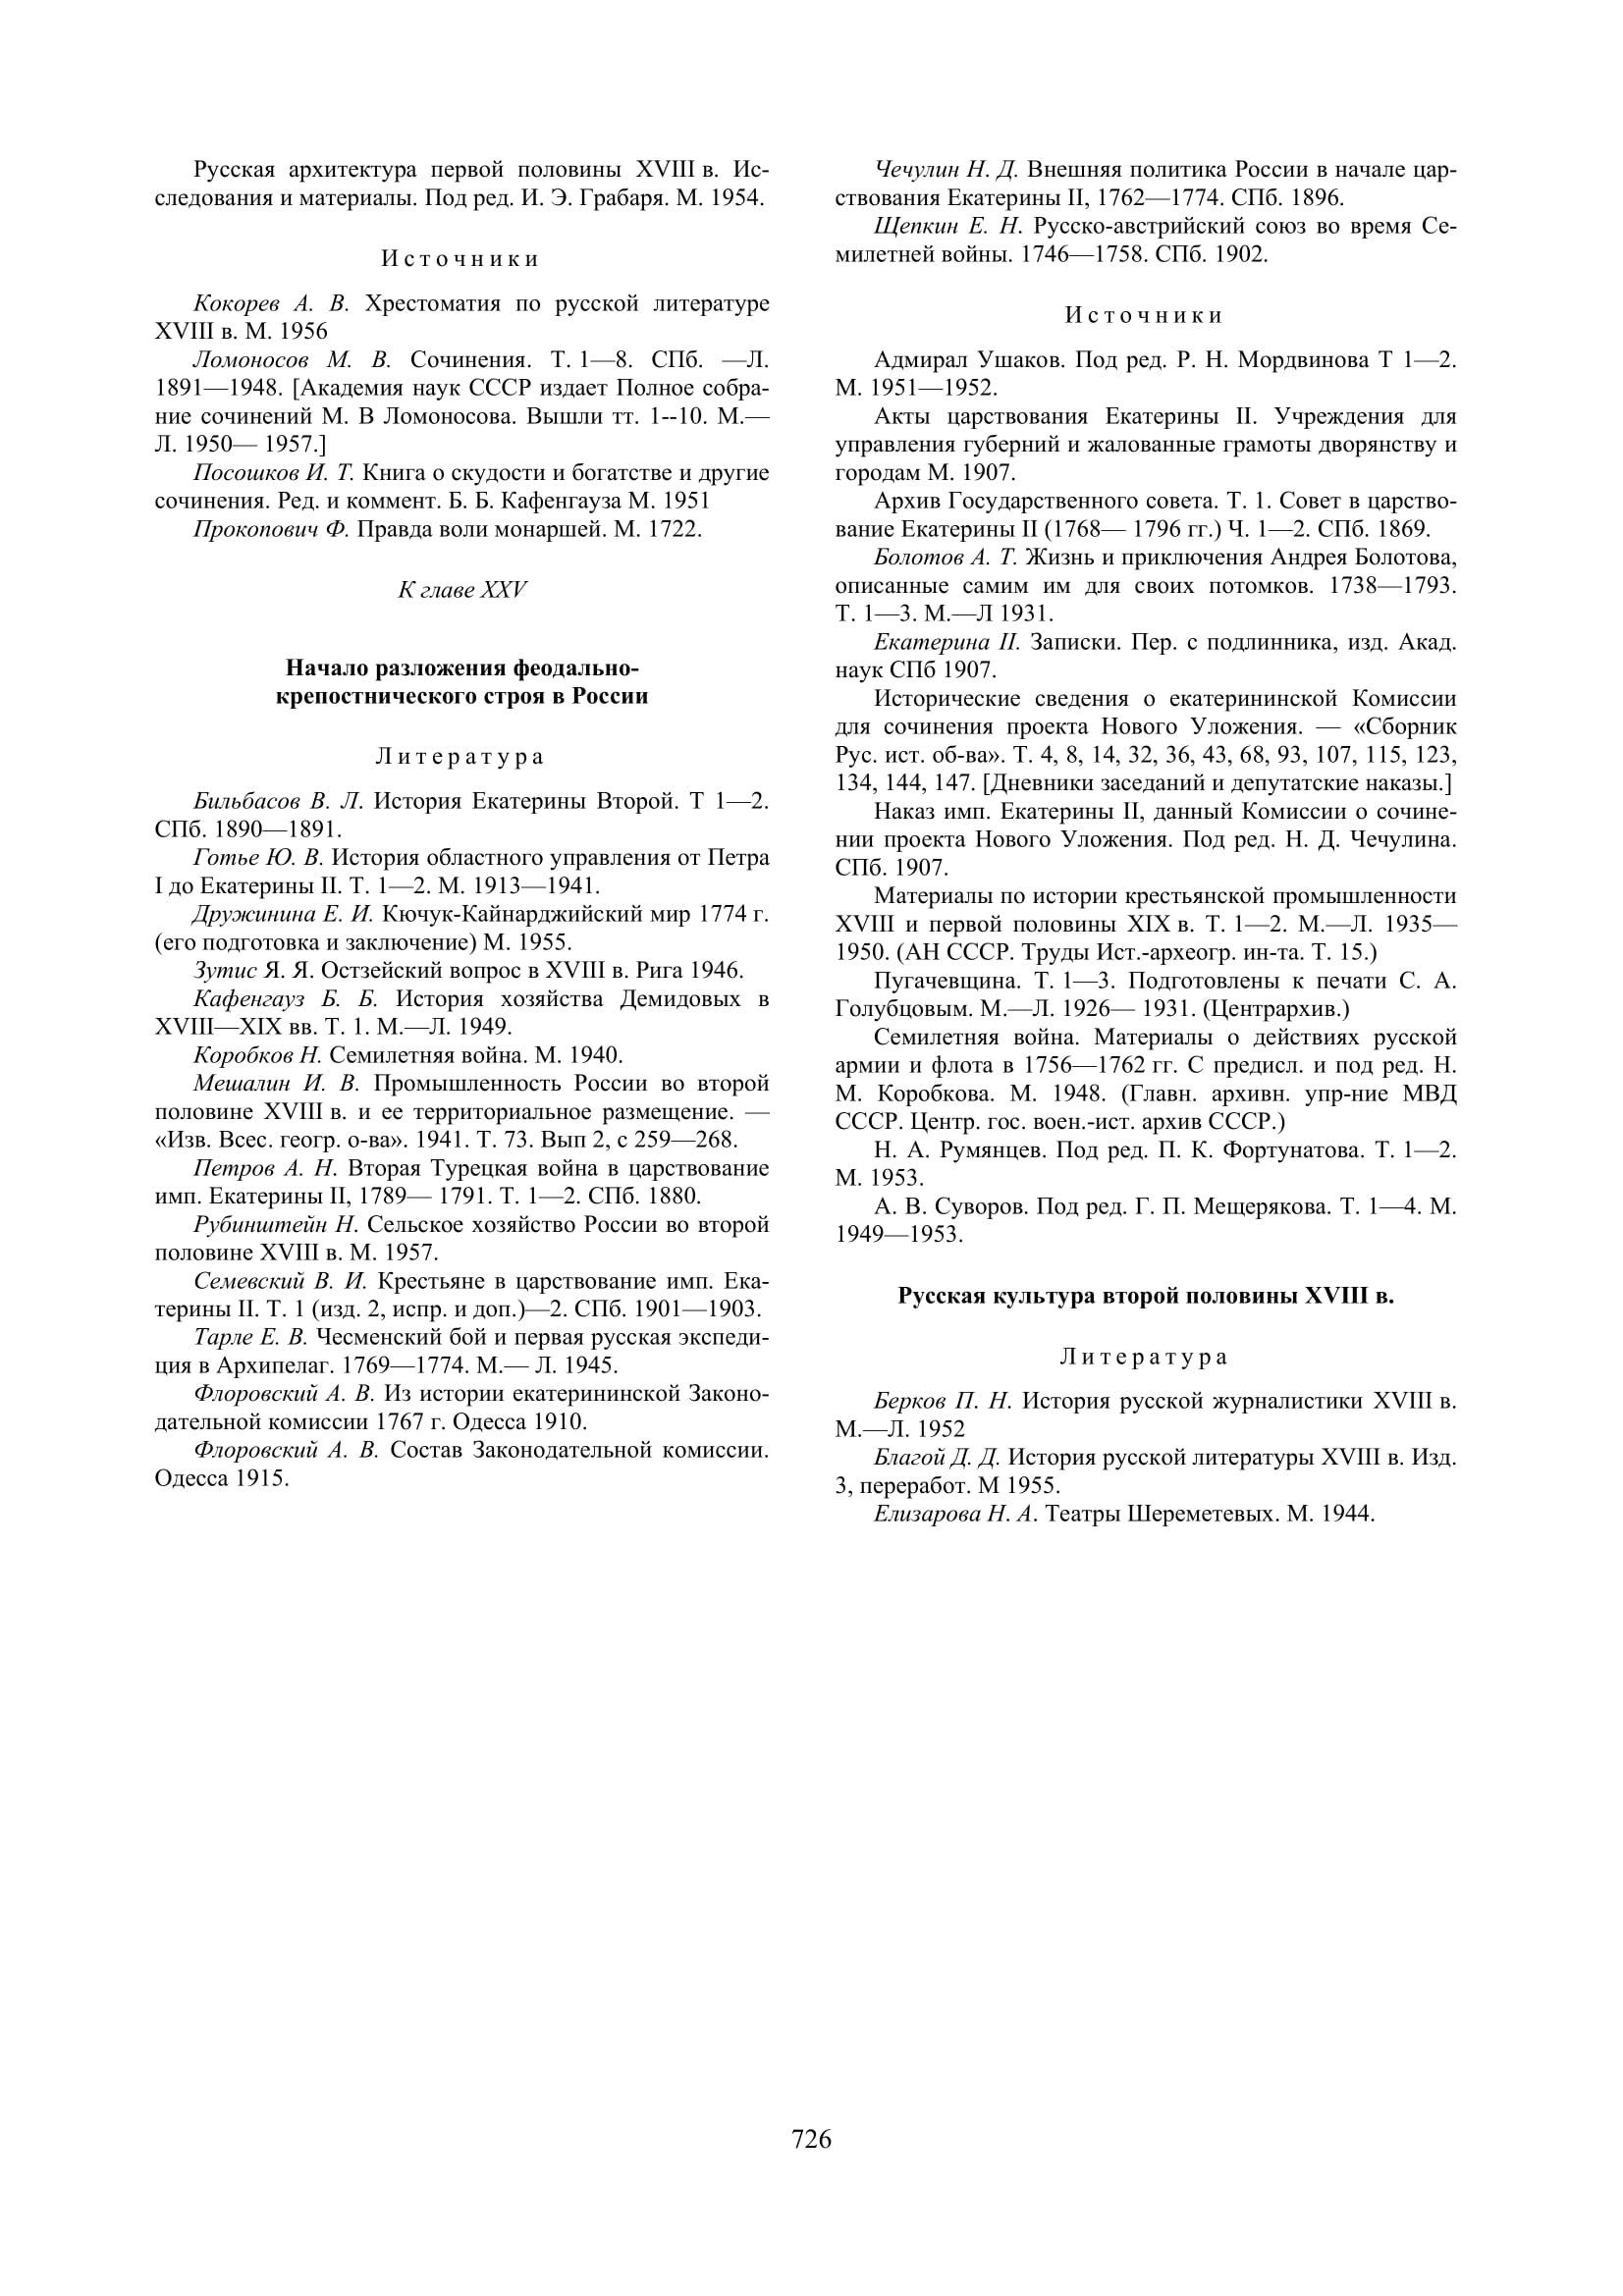 Русская архитектура первой половины XVIII в. Ис-
следования и материалы. Под ред. И. Э. Грабаря. М. 1954.
Источники
Кокорев А. В. Хрестоматия по русской литературе
XVIII в. М. 1956
Ломоносов М. В. Сочинения. Т. 1—8. СПб. —Л.
1891—1948. [Академия наук СССР издает Полное собра-
ние сочинений М. В Ломоносова. Вышли тт. 1--10. М.—
Л. 1950— 1957.]
Посошков И. Т. Книга о скудости и богатстве и другие
сочинения. Ред. и коммент. Б. Б. Кафенгауза М. 1951
Прокопович Ф. Правда воли монаршей. М. 1722.
К главе XXV
Начало разложения феодально-
крепостнического строя в России
Литература
Бильбасов В. Л. История Екатерины Второй. Т 1—2.
СПб. 1890—1891.
Готье Ю. В. История областного управления от Петра
I до Екатерины II. Т. 1—2. М. 1913—1941.
Дружинина Е. И. Кючук-Кайнарджийский мир 1774 г.
(его подготовка и заключение) М. 1955.
Зутис Я. Я. Остзейский вопрос в XVIII в. Рига 1946.
Кафенгауз Б. Б. История хозяйства Демидовых в
XVIII—XIX вв. Т. 1. М.—Л. 1949.
Коробков Н. Семилетняя война. М. 1940.
Мешалин И. В. Промышленность России во второй
половине XVIII в. и ее территориальное размещение. —
«Изв. Всес. геогр. о-ва». 1941. Т. 73. Вып 2, с 259—268.
Петров А. Н. Вторая Турецкая война в царствование
имп. Екатерины II, 1789— 1791. Т. 1—2. СПб. 1880.
Рубинштейн Н. Сельское хозяйство России во второй
половине XVIII в. М. 1957.
Семевский В. И. Крестьяне в царствование имп. Ека-
терины II. Т. 1 (изд. 2, испр. и доп.)—2. СПб. 1901—1903.
Тарле Е. В. Чесменский бой и первая русская экспеди-
ция в Архипелаг. 1769—1774. М.— Л. 1945.
Флоровский А. В. Из истории екатерининской Законо-
дательной комиссии 1767 г. Одесса 1910.
Флоровский А. В. Состав Законодательной комиссии.
Одесса 1915.
Чечулин Н. Д. Внешняя политика России в начале цар-
ствования Екатерины II, 1762—1774. СПб. 1896.
Щепкин Е. Н. Русско-австрийский союз во время Се-
милетней войны. 1746—1758. СПб. 1902.
Источники
Адмирал Ушаков. Под ред. Р. Н. Мордвинова Т 1—2.
М. 1951—1952.
Акты царствования Екатерины II. Учреждения для
управления губерний и жалованные грамоты дворянству и
городам М. 1907.
Архив Государственного совета. Т. 1. Совет в царство-
вание Екатерины II (1768— 1796 гг.) Ч. 1—2. СПб. 1869.
Болотов А. Т. Жизнь и приключения Андрея Болотова,
описанные самим им для своих потомков. 1738—1793.
Т. 1—3. М.—Л 1931.
Екатерина II. Записки. Пер. с подлинника, изд. Акад.
наук СПб 1907.
Исторические сведения о екатерининской Комиссии
для сочинения проекта Нового Уложения. — «Сборник
Рус. ист. об-ва». Т. 4, 8, 14, 32, 36, 43, 68, 93, 107, 115, 123,
134, 144, 147. [Дневники заседаний и депутатские наказы.]
Наказ имп. Екатерины II, данный Комиссии о сочине-
нии проекта Нового Уложения. Под ред. Н. Д. Чечулина.
СПб. 1907.
Материалы по истории крестьянской промышленности
XVIII и первой половины XIX в. Т. 1—2. М.—Л. 1935—
1950. (АН СССР. Труды Ист.-археогр. ин-та. Т. 15.)
Пугачевщина. Т. 1—3. Подготовлены к печати С. А.
Голубцовым. М.—Л. 1926— 1931. (Центрархив.)
Семилетняя война. Материалы о действиях русской
армии и флота в 1756—1762 гг. С предисл. и под ред. Н.
М. Коробкова. М. 1948. (Главн. архивн. упр-ние МВД
СССР. Центр. гос. воен.-ист. архив СССР.)
Н. А. Румянцев. Под ред. П. К. Фортунатова. Т. 1—2.
М. 1953.
А. В. Суворов. Под ред. Г. П. Мещерякова. Т. 1—4. М.
1949—1953.
Русская культура второй половины XVIII в.
Литература
Берков П. Н. История русской журналистики XVIII в.
М.—Л. 1952
Благой Д. Д. История русской литературы XVIII в. Изд.
3, переработ. М 1955.
Елизарова Н. А. Театры Шереметевых. М. 1944.
726